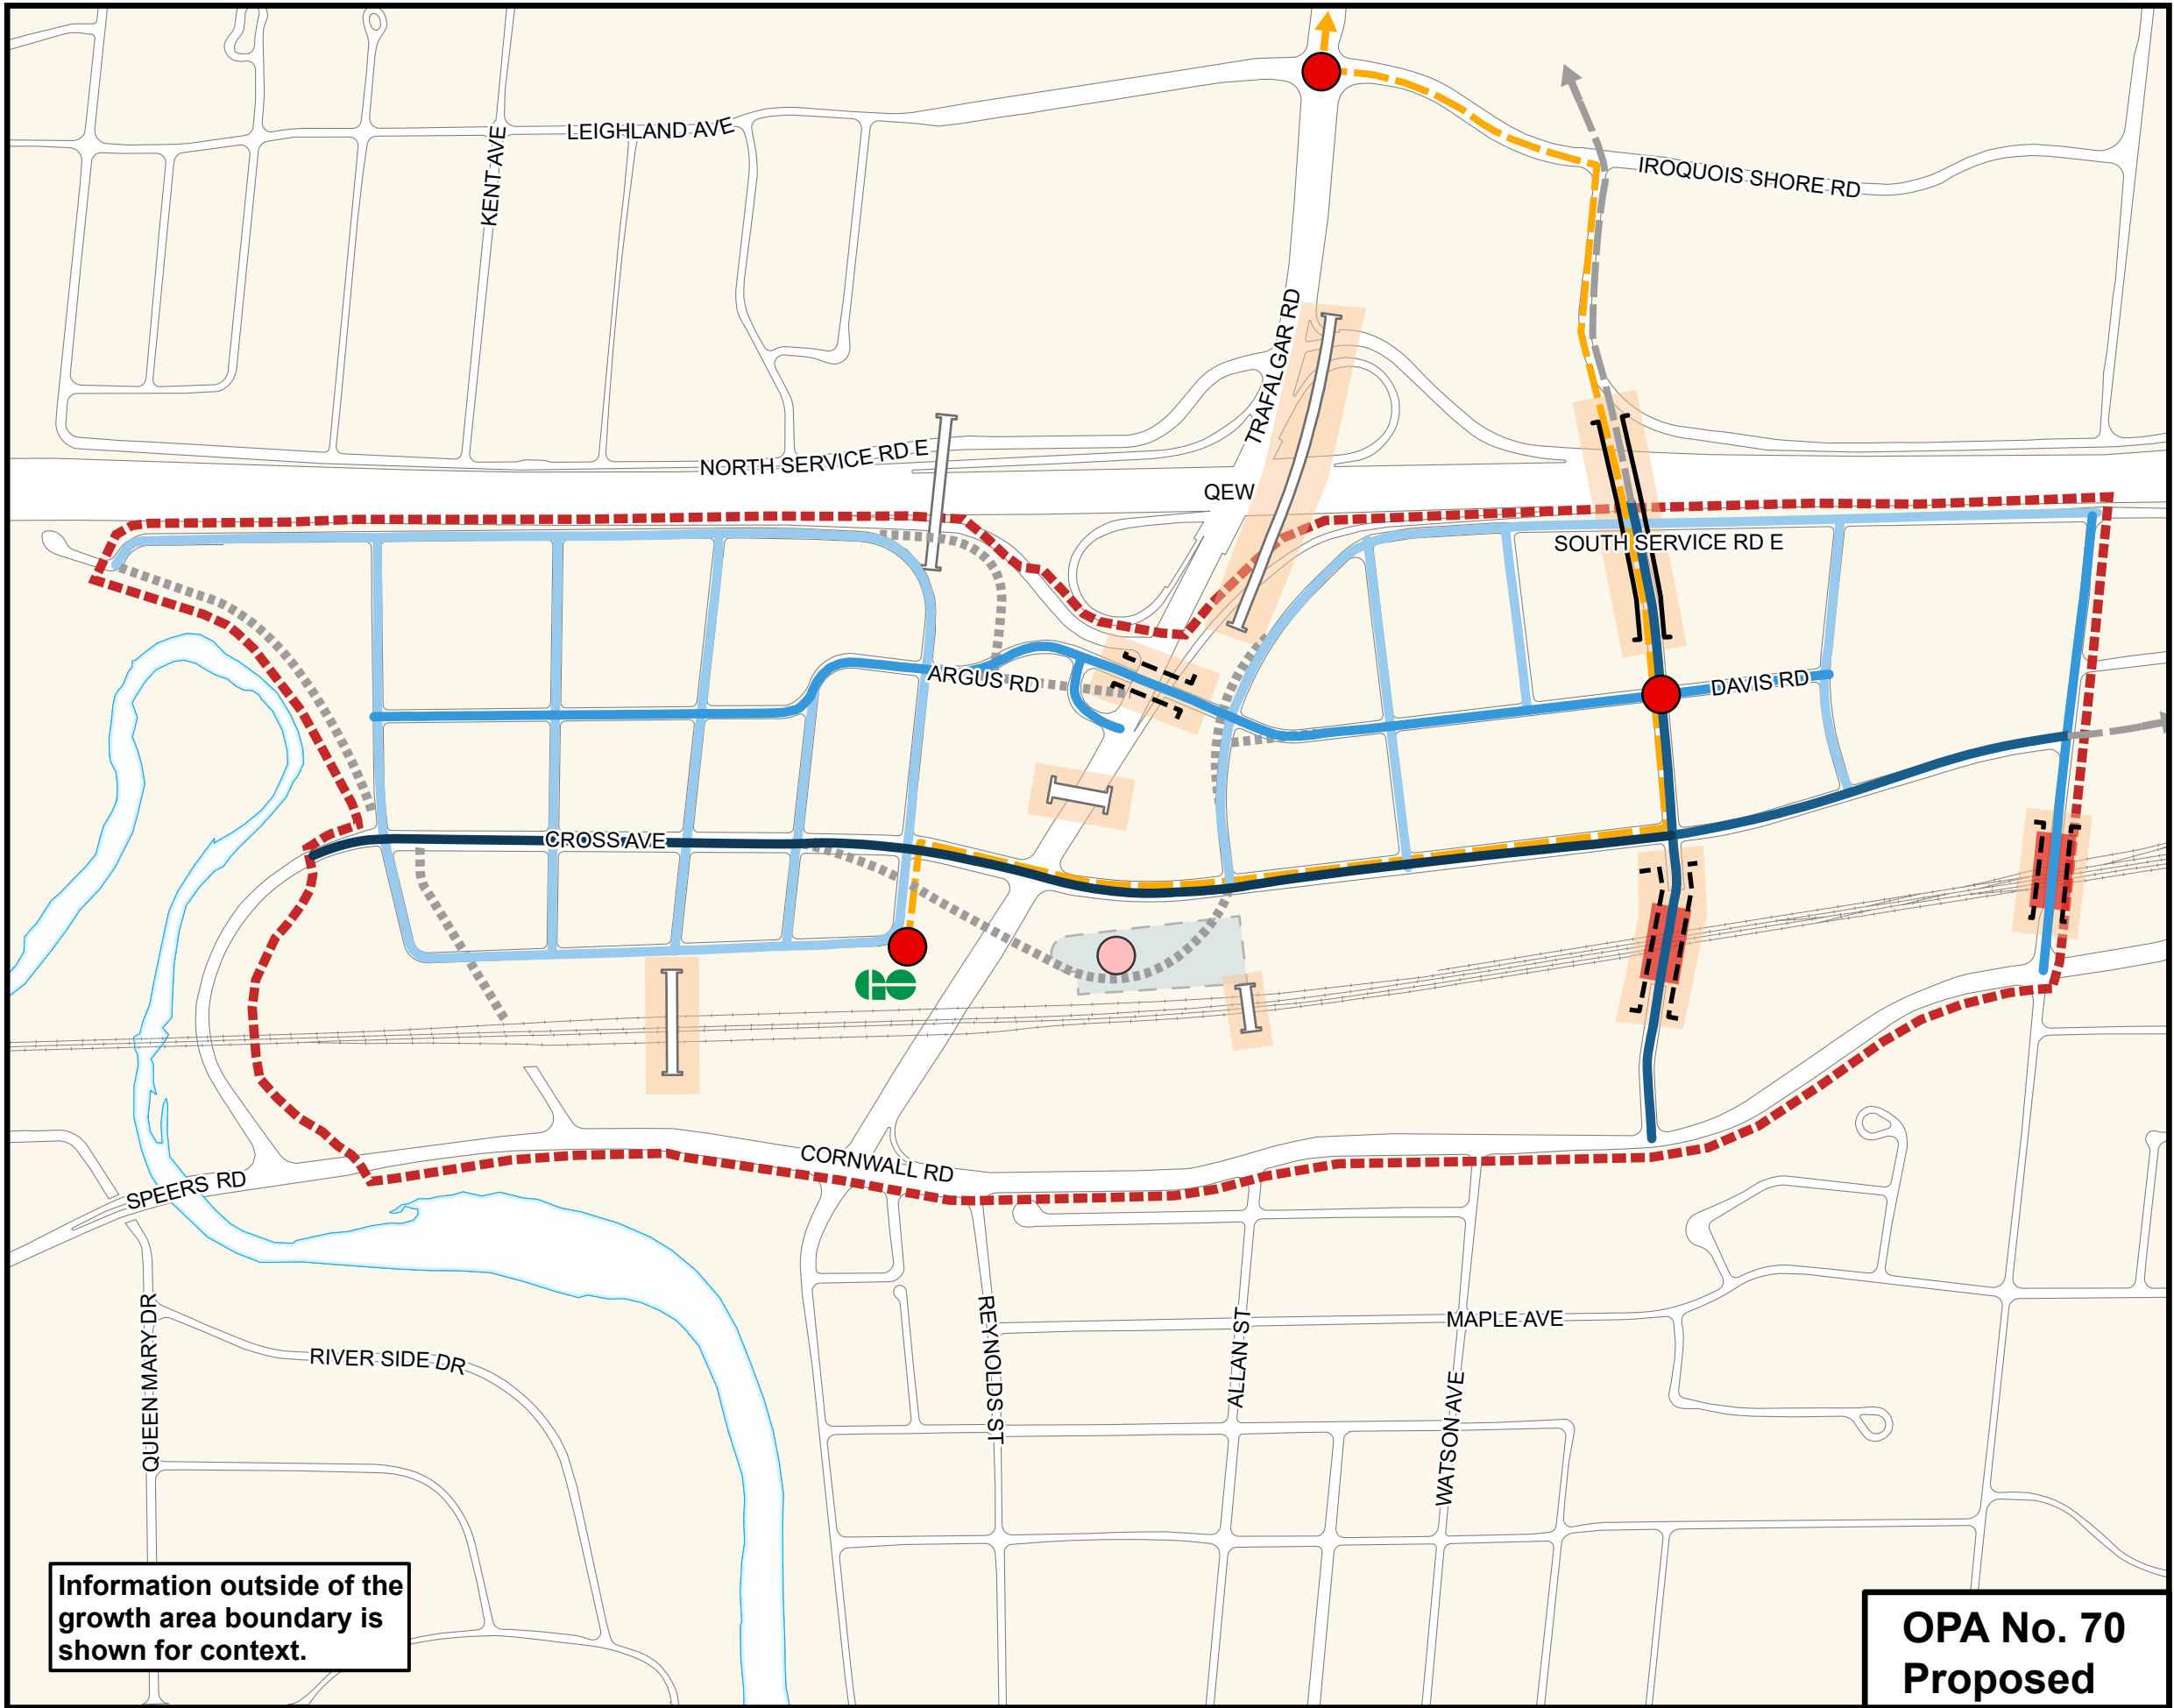 LEIGHLAND AVE
KENT AVE
IROQUOIS SHORE RD
TRAFALGAR RD
NORTH SERVICE RD E
QEW
SOUTH SERVICE RD E
ARGUS RD
DAVIS RD
CROSS AVE
GO
CORNWALL RD
SPEERS RD
QUEEN MARY DR
RIVER SIDE DR
REYNOLDS ST
ALLAN ST
MAPLE AVE
WATSON AVE
Information outside of the
growth area boundary is
shown for context.
OPA No. 70
Proposed